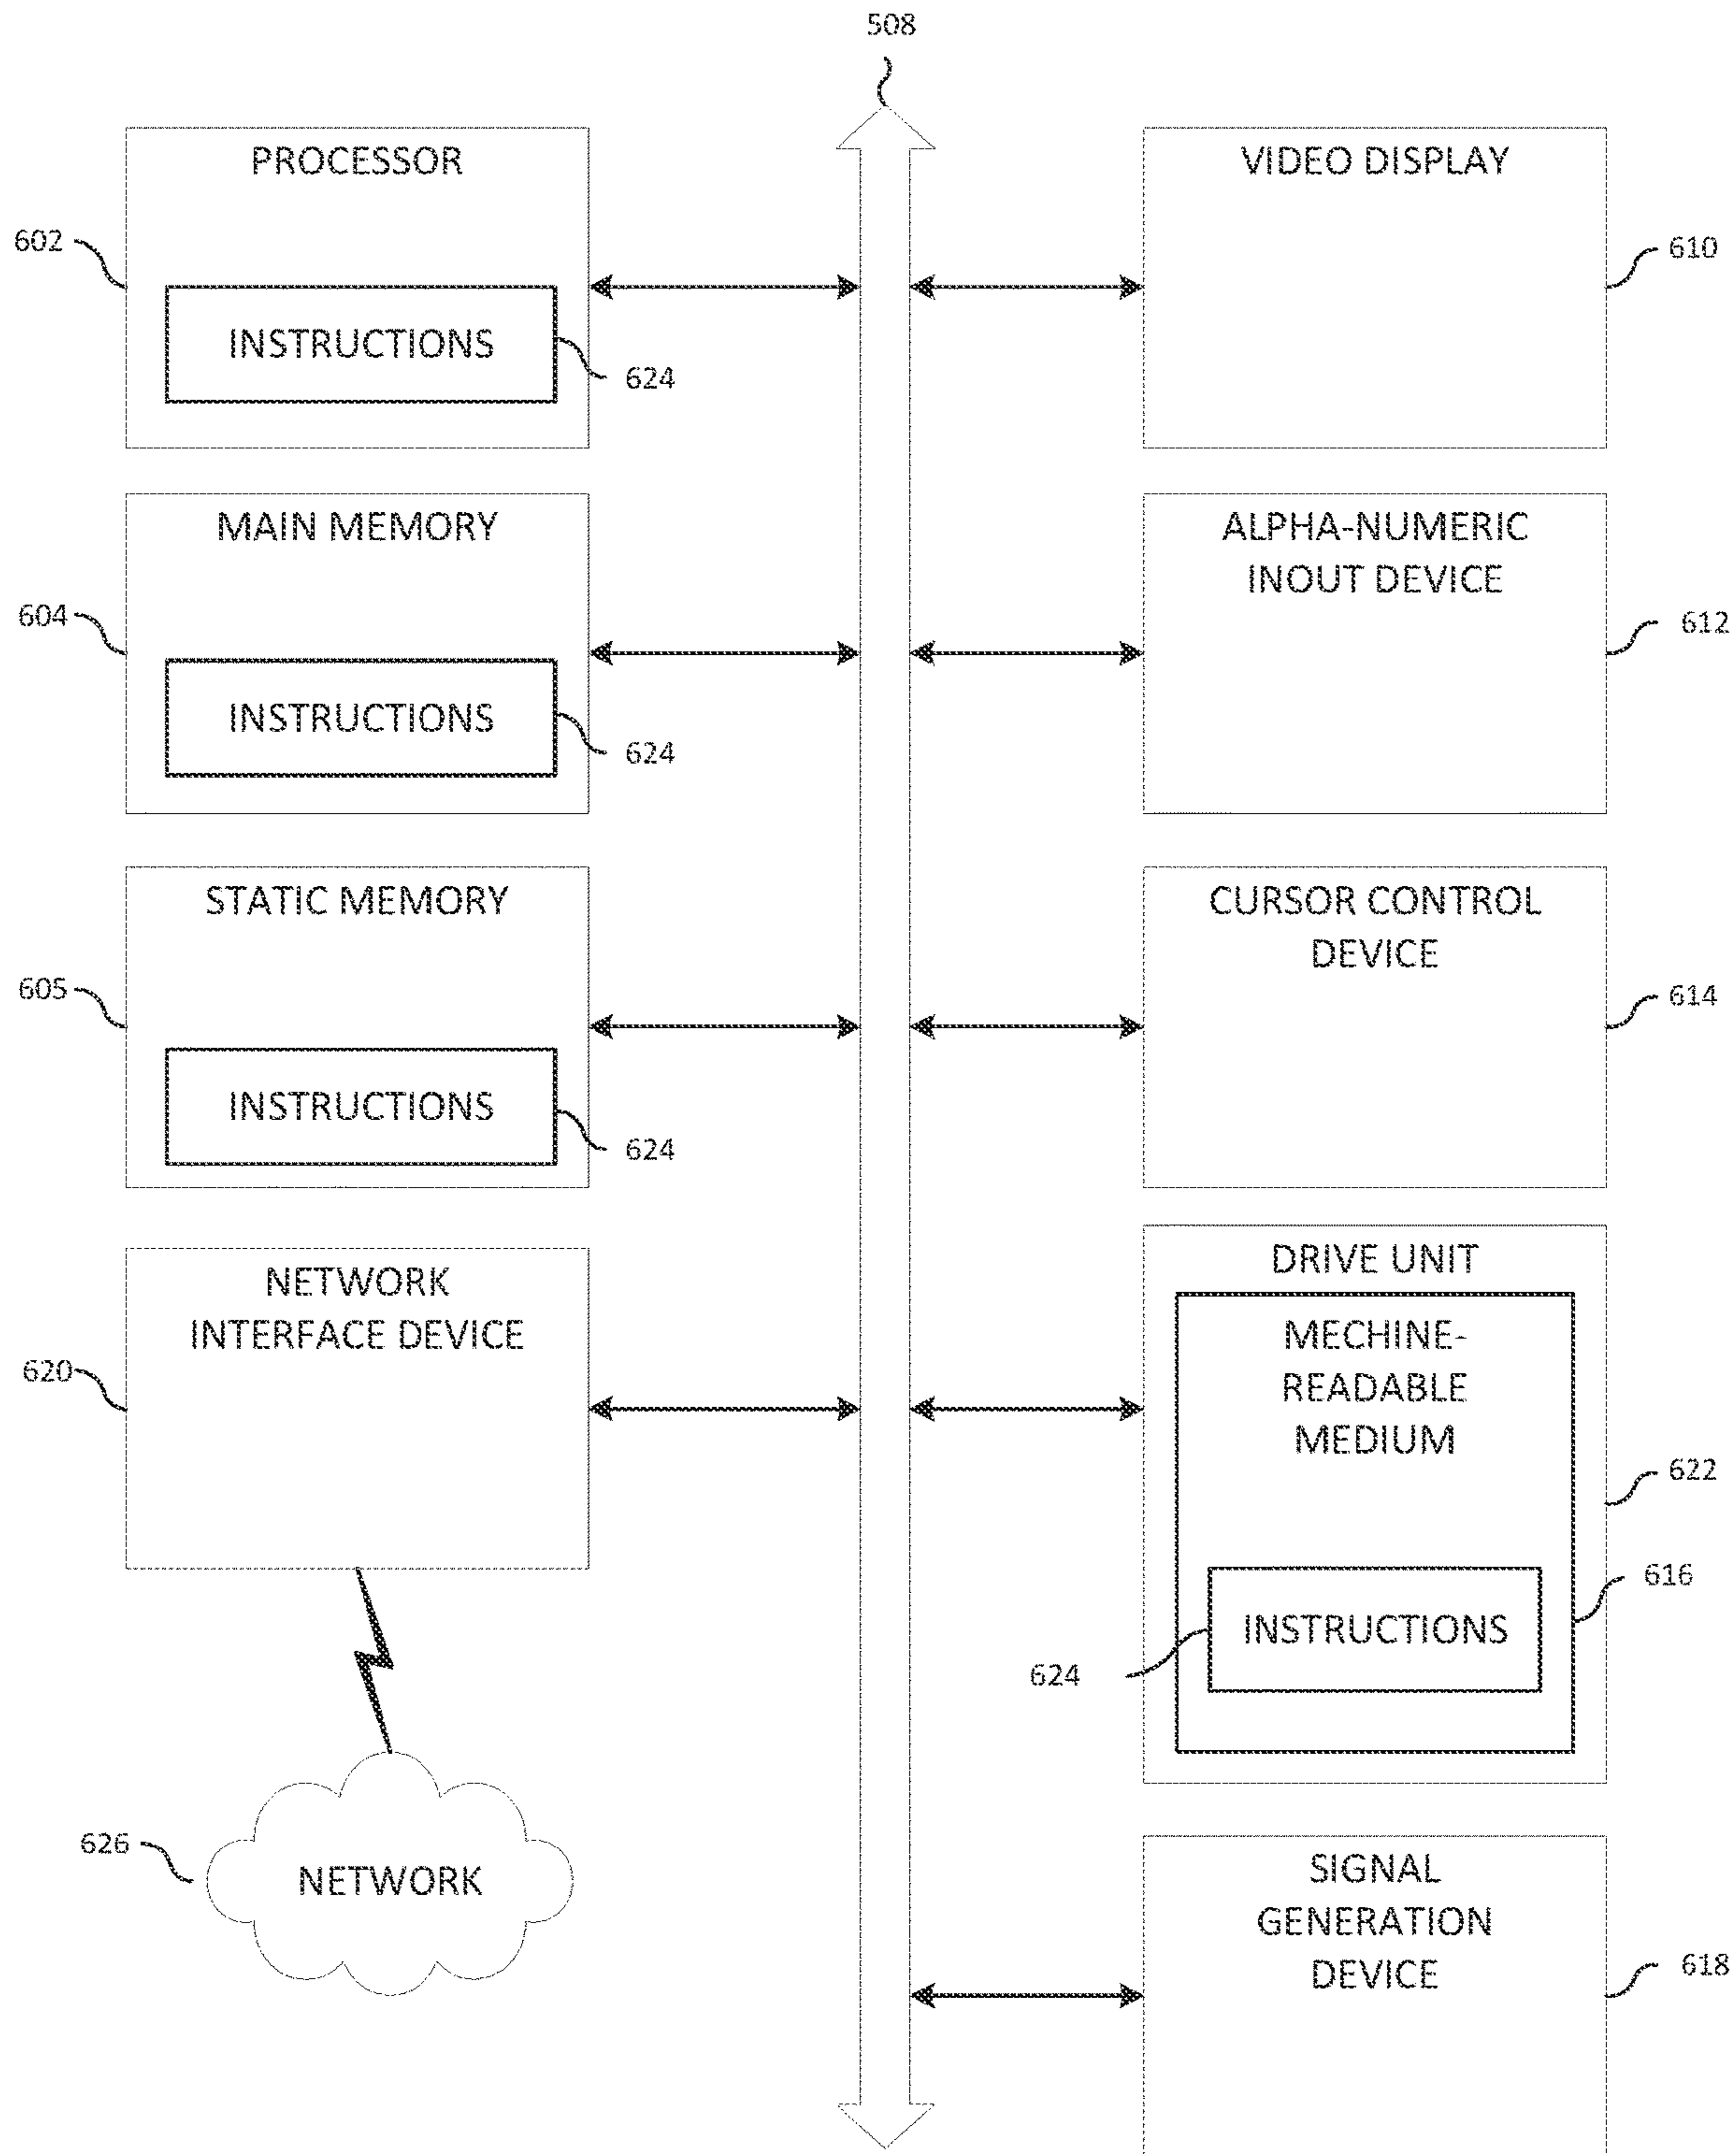 508
PROCESSOR
602
INSTRUCTIONS
624
VIDEO DISPLAY
610
MAIN MEMORY
604
INSTRUCTIONS
624
ALPHA-NUMERIC
INOUT DEVICE
612
STATIC MEMORY
605
INSTRUCTIONS
624
CURSOR CONTROL
DEVICE
614
NETWORK
INTERFACE DEVICE
620
DRIVE UNIT
MECHINE-
READABLE
MEDIUM
622
616
INSTRUCTIONS
624
626
NETWORK
SIGNAL
GENERATION
DEVICE
618